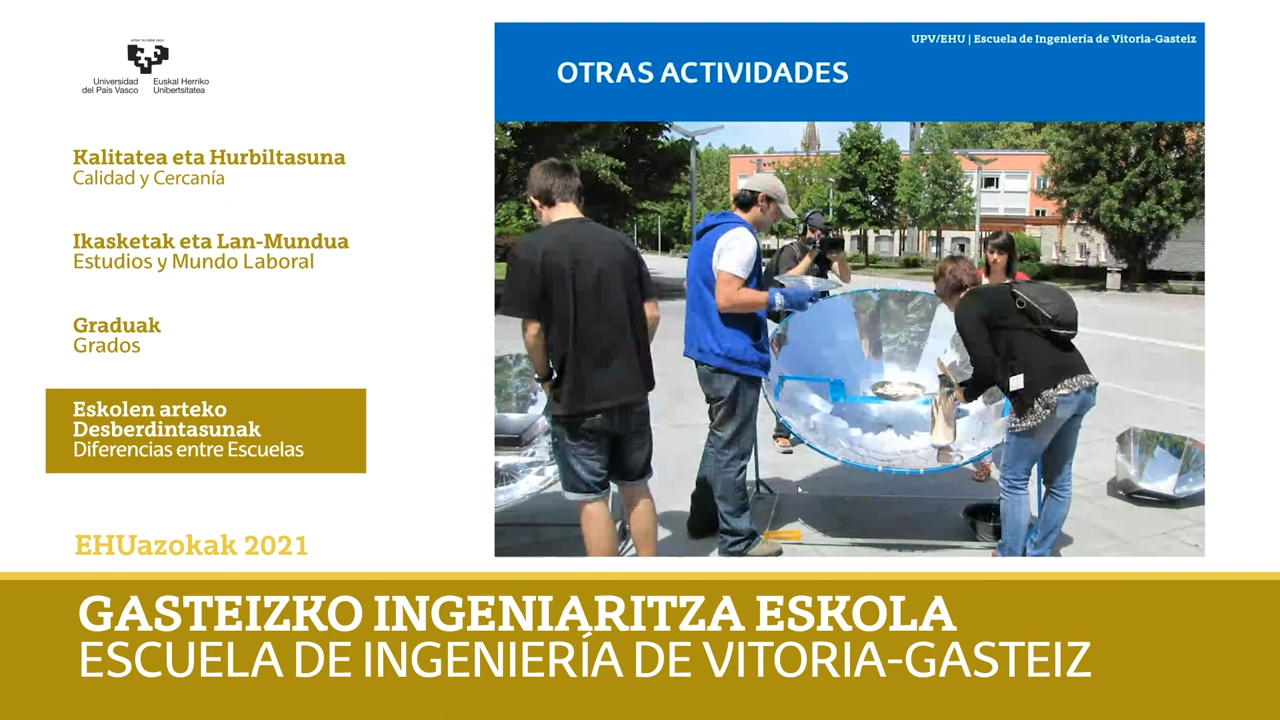 Universidad
del País Vasco
Euskal Herriko
Unibertsitatea
Kalitatea eta Hurbiltasuna
Calidad y Cercanía
Ikasketak eta Lan-Mundua
Estudios y Mundo Laboral
Graduak
Grados
Eskolen arteko
Desberdintasunak
Diferencias entre Escuelas
EHUazokak 2021
UPV/EHU | Escuela de Ingeniería de Vitoria-Gasteiz
OTRAS ACTIVIDADES
GASTEIZKO INGENIARITZA ESKOLA
ESCUELA DE INGENIERÍA DE VITORIA-GASTEIZ